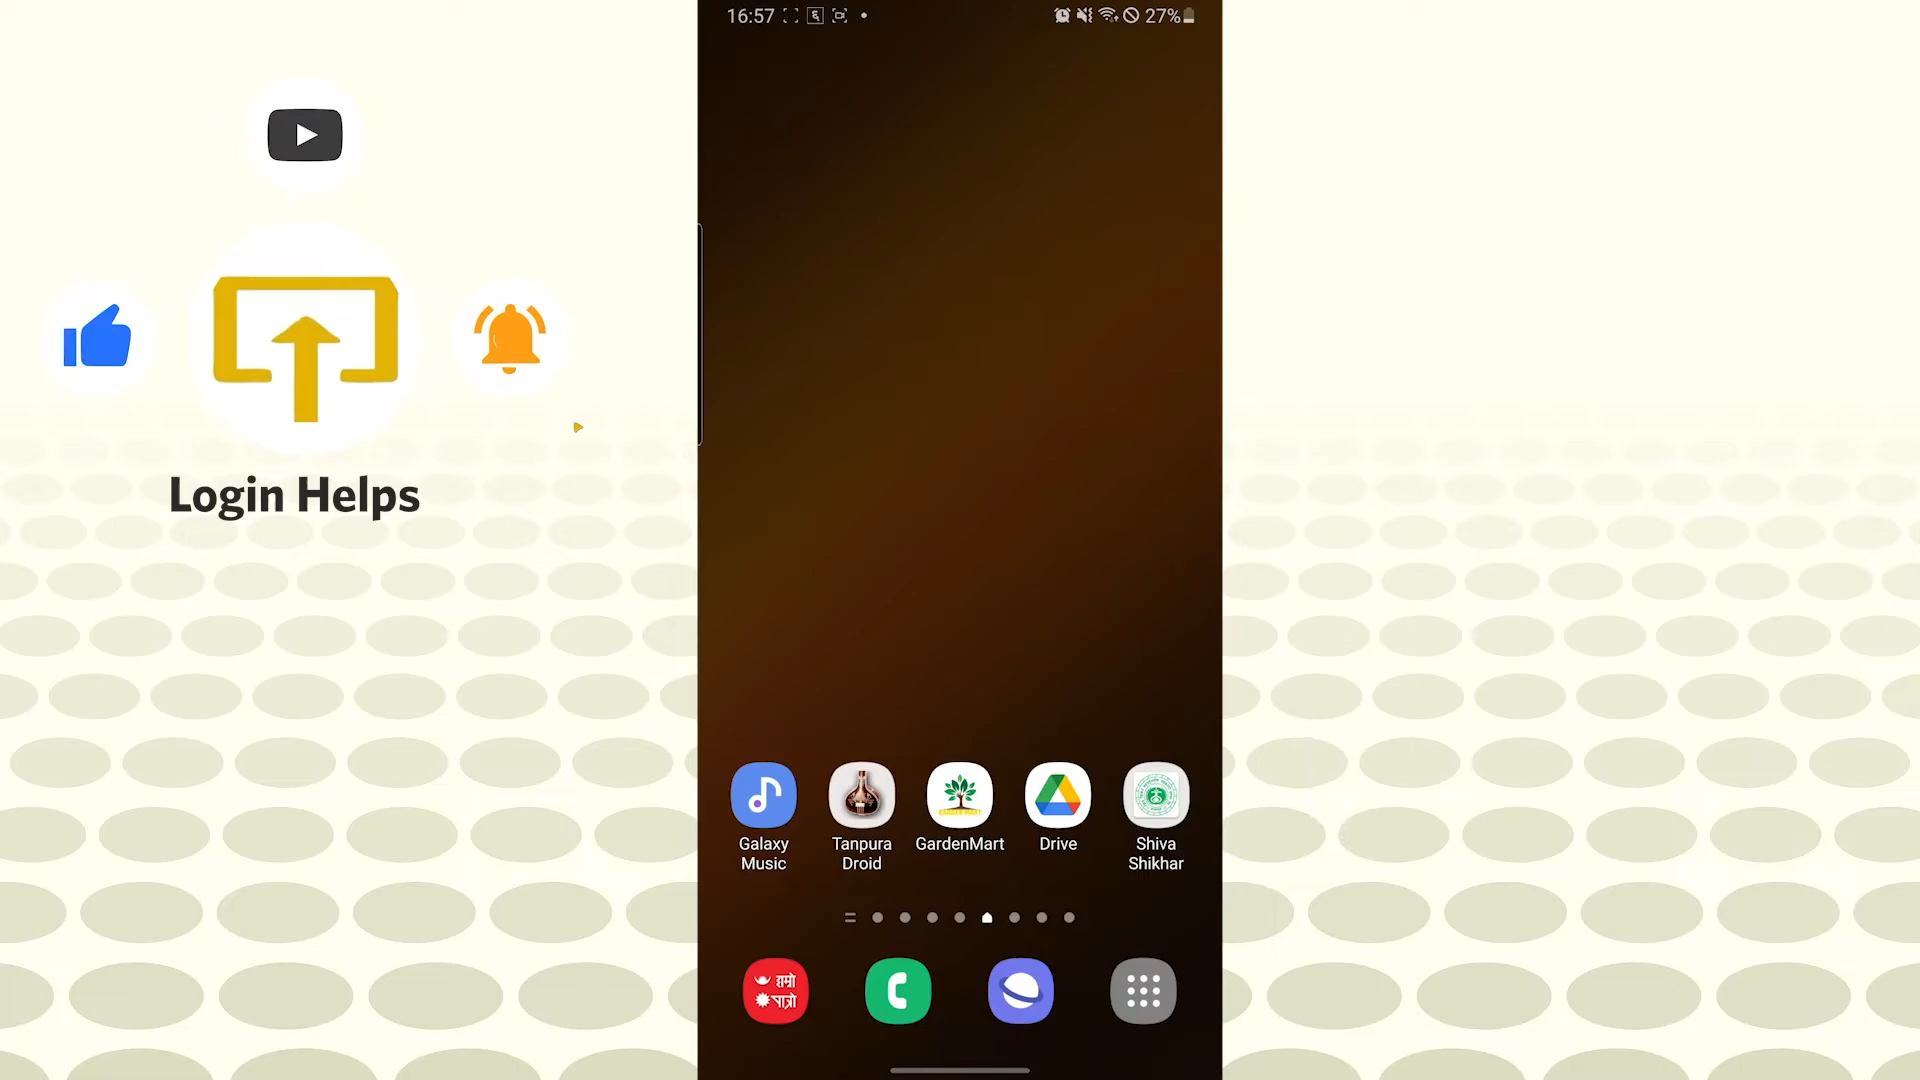 16:57
27%
Login Helps
Galaxy Music
Tanpura Droid
GardenMart
Drive
Shiva Shikhar
हाम्रो
पात्रो